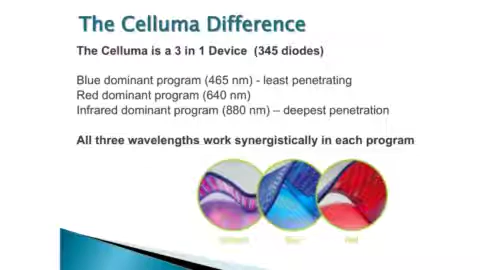 The Celluma Difference
The Celluma is a 3 in 1 Device (345 diodes)
Blue dominant program (465 nm) - least penetrating
Red dominant program (640 nm)
Infrared dominant program (880 nm) – deepest penetration
All three wavelengths work synergistically in each program